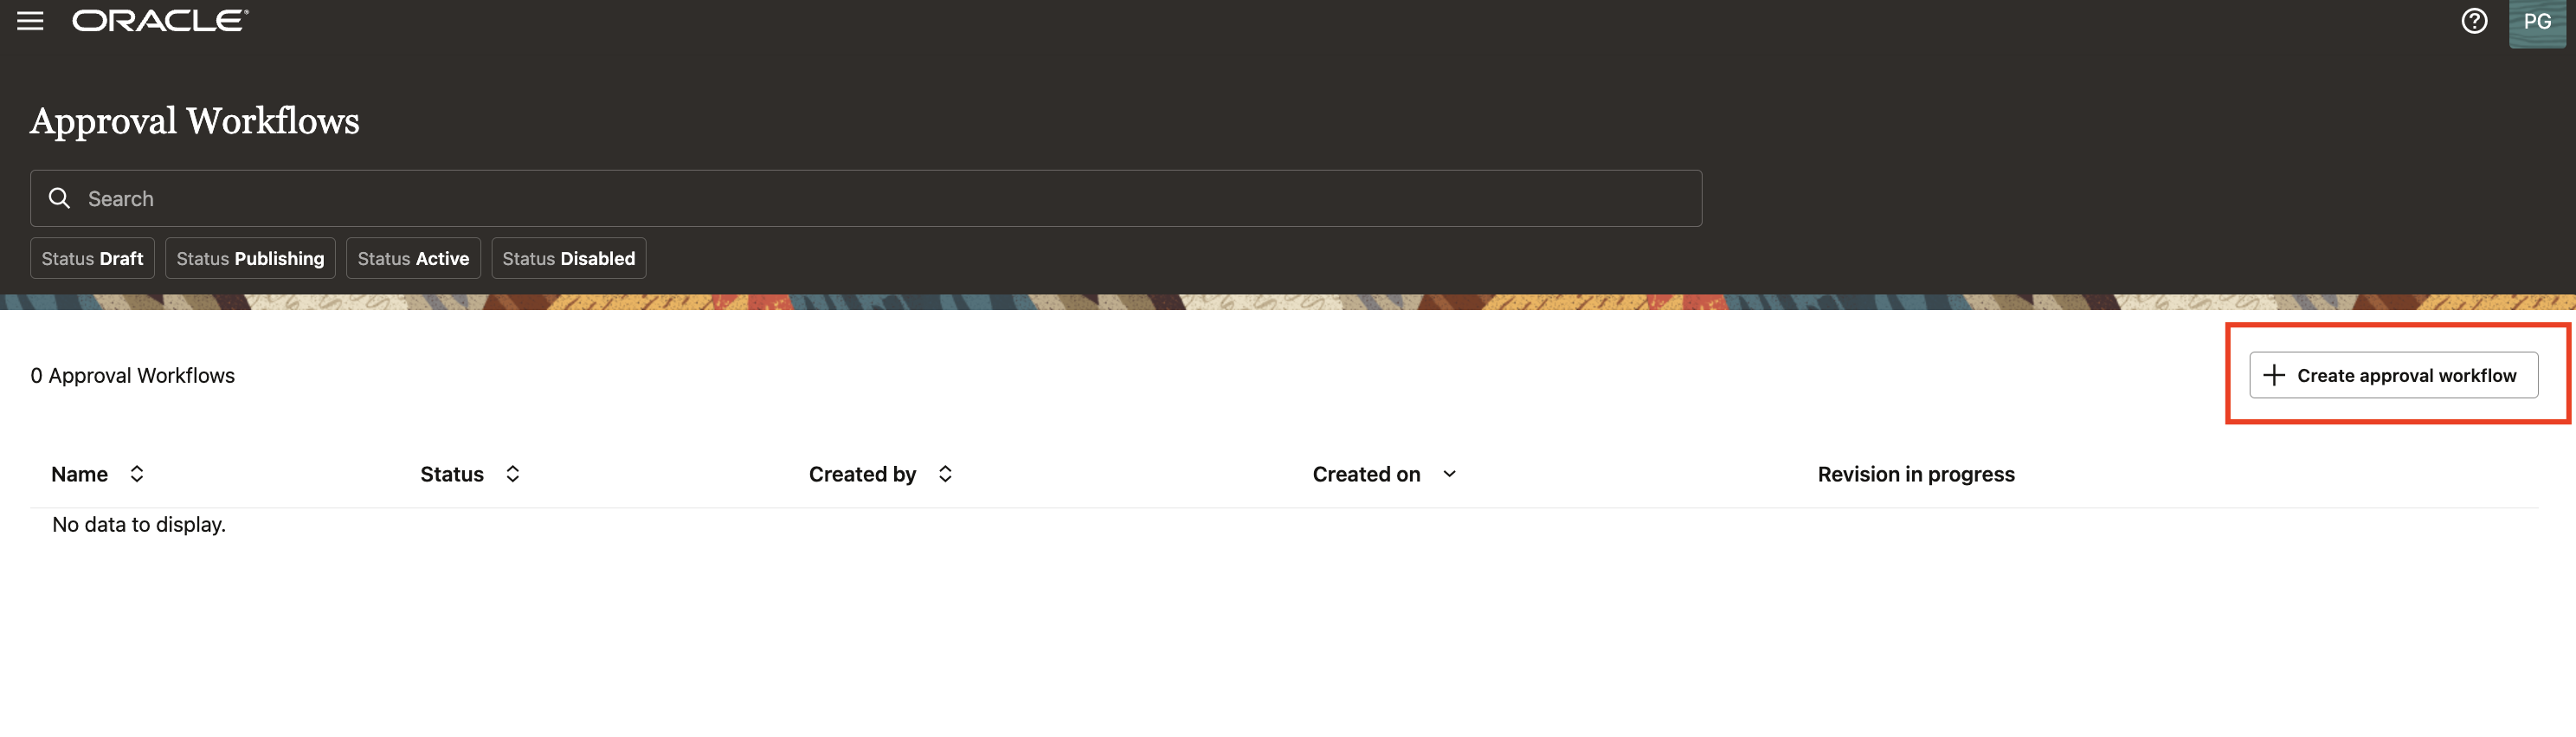 ORACLE
PG
Approval Workflows
Search
Status Draft Status Publishing Status Active Status Disabled
0 Approval Workflows
Create approval workflow
Name Status Created by Created on Revision in progress
No data to display.